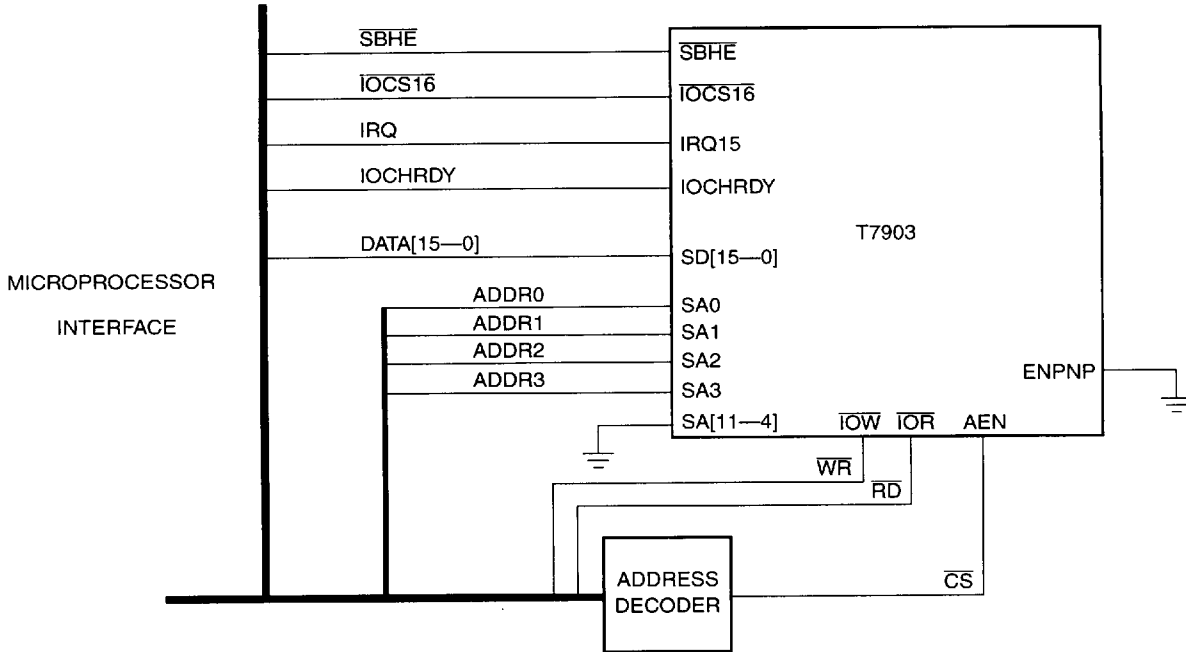 SBHE
SBHE
IOCS16
IOCS16
IRQ
IRQ15
IOCHRDY
IOCHRDY
T7903
DATA[15—0]
SD[15—0]
MICROPROCESSOR
INTERFACE
ADDR0
SA0
ADDR1
SA1
ADDR2
SA2
ADDR3
SA3
ENPNP
SA[11—4]
IOW
IOR
AEN
WR
RD
ADDRESS
DECODER
CS